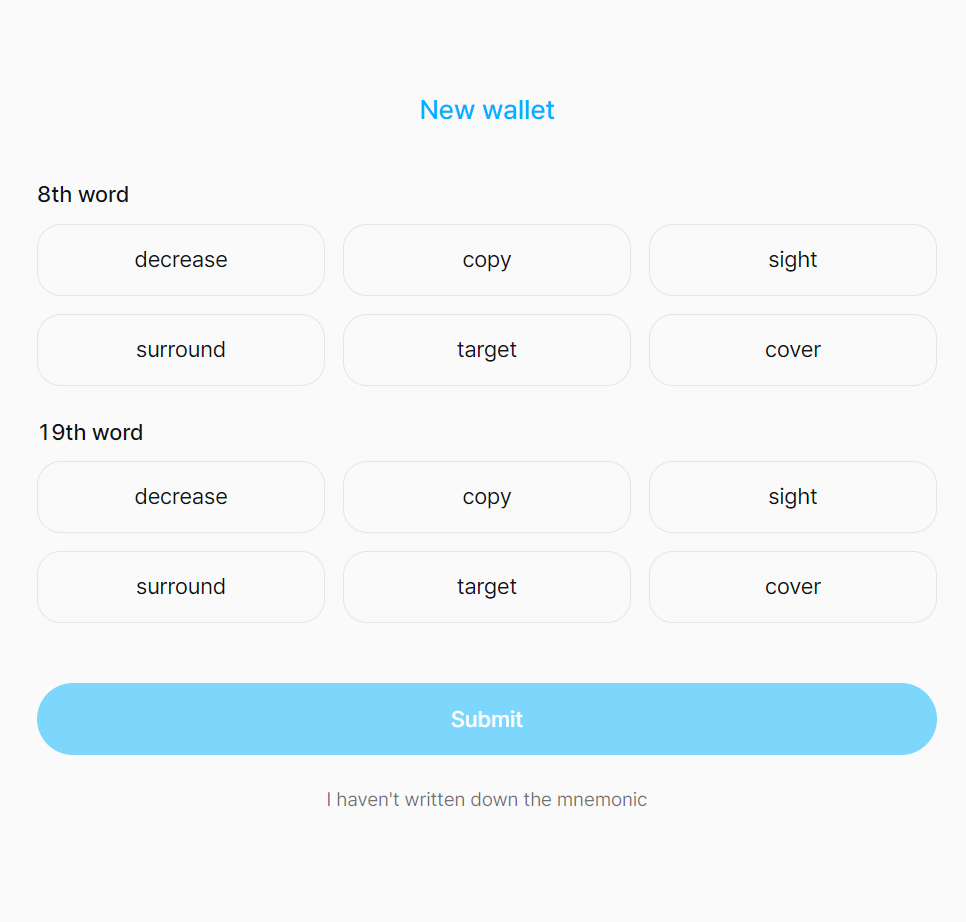 New wallet
8th word
decrease copy sight
surround target cover
19th word
decrease copy sight
surround target cover
Submit
I haven't written down the mnemonic